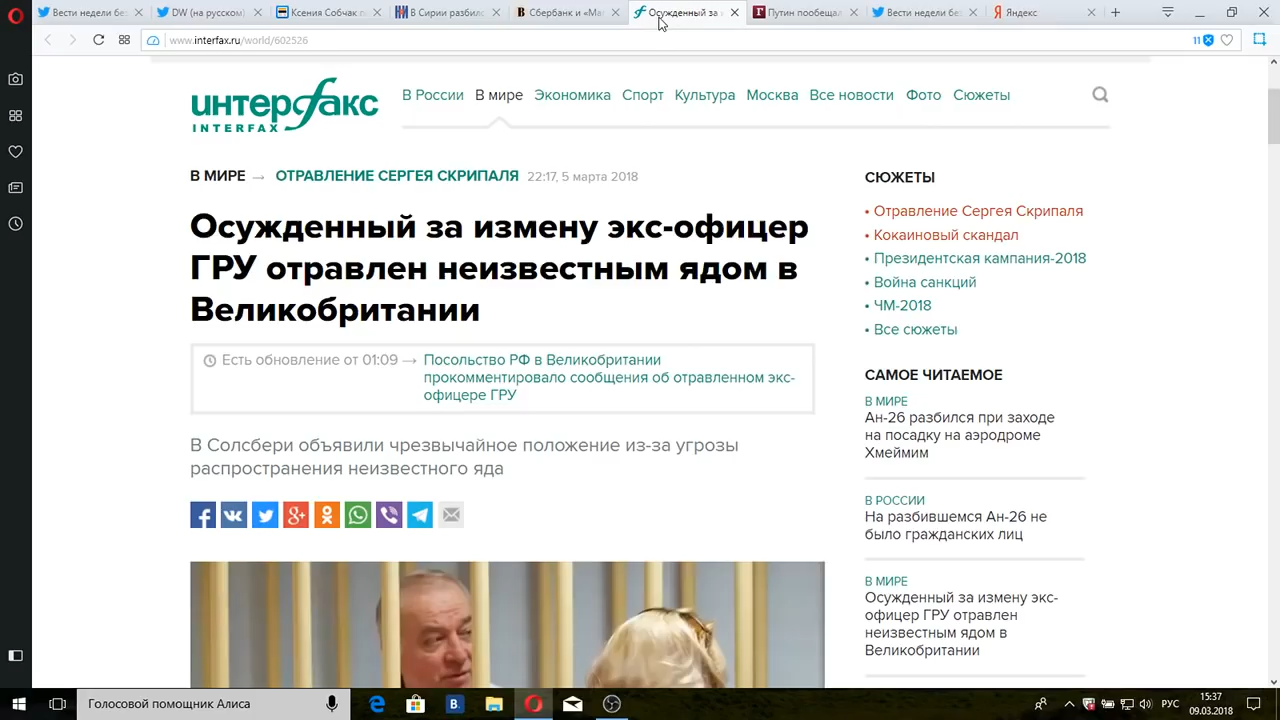 Вести недели без
DW (на русском)
Ксения Собчак п
В Сирии разбилс
Сбербанк и «Ма
Осужденный за
Путин пообещал
Вести недели без
Яндекс
www.interfax.ru/world/602526
11
интерфакс
INTERFAX
В России В мире Экономика Спорт Культура Москва Все новости Фото Сюжеты
В МИРЕ → ОТРАВЛЕНИЕ СЕРГЕЯ СКРИПАЛЯ 22:17, 5 марта 2018
Осужденный за измену экс-офицер
ГРУ отравлен неизвестным ядом в
Великобритании
Есть обновление от 01:09 → Посольство РФ в Великобритании
прокомментировало сообщения об отравленном экс-
офицере ГРУ
В Солсбери объявили чрезвычайное положение из-за угрозы
распространения неизвестного яда
СЮЖЕТЫ
• Отравление Сергея Скрипаля
• Кокаиновый скандал
• Президентская кампания-2018
• Война санкций
• ЧМ-2018
• Все сюжеты
САМОЕ ЧИТАЕМОЕ
В МИРЕ
Ан-26 разбился при заходе
на посадку на аэродроме
Хмеймим
В РОССИИ
На разбившемся Ан-26 не
было гражданских лиц
В МИРЕ
Осужденный за измену экс-
офицер ГРУ отравлен
неизвестным ядом в
Великобритании
Голосовой помощник Алиса
РУС
15:37
09.03.2018